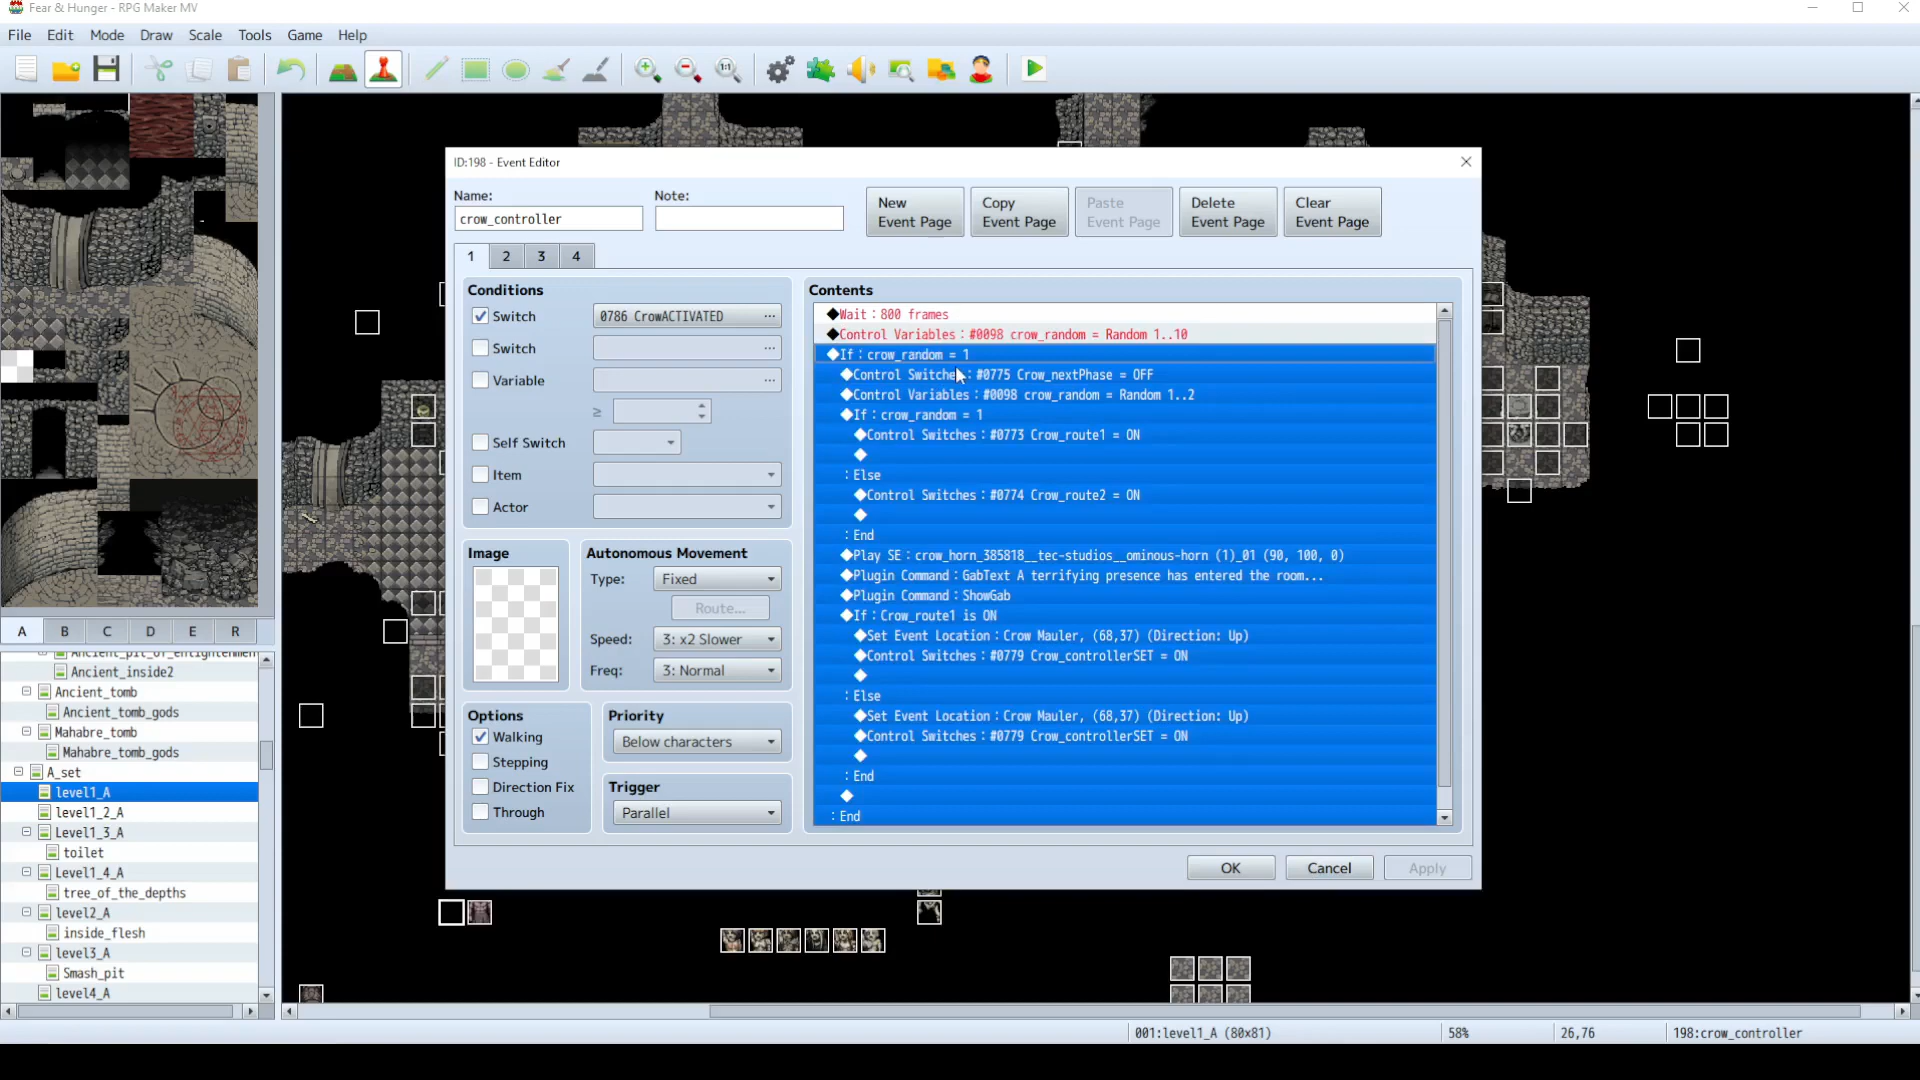 Fear & Hunger - RPG Maker MV
File Edit Mode Draw Scale Tools Game Help
1:1
ID:198 - Event Editor
Name:
Note:
crow_controller
New Event Page
Copy Event Page
Paste Event Page
Delete Event Page
Clear Event Page
1 2 3 4
Conditions
Switch 0786 CrowACTIVATED ...
Switch ...
Variable ...
≥
Self Switch
Item
Actor
Image
Autonomous Movement
Type: Fixed
Route...
Speed: 3: x2 Slower
Freq: 3: Normal
Options
Walking
Stepping
Direction Fix
Through
Priority
Below characters
Trigger
Parallel
Contents
◆Wait : 800 frames
◆Control Variables : #0098 crow_random = Random 1..10
◆If : crow_random = 1
◆Control Switches : #0775 Crow_nextPhase = OFF
◆Control Variables : #0098 crow_random = Random 1..2
◆If : crow_random = 1
◆Control Switches : #0773 Crow_route1 = ON
◆
: Else
◆Control Switches : #0774 Crow_route2 = ON
◆
: End
◆Play SE : crow_horn_385818__tec-studios__ominous-horn (1)_01 (90, 100, 0)
◆Plugin Command : GabText A terrifying presence has entered the room...
◆Plugin Command : ShowGab
◆If : Crow_route1 is ON
◆Set Event Location : Crow Mauler, (68,37) (Direction: Up)
◆Control Switches : #0779 Crow_controllerSET = ON
◆
: Else
◆Set Event Location : Crow Mauler, (68,37) (Direction: Up)
◆Control Switches : #0779 Crow_controllerSET = ON
◆
: End
◆
: End
OK
Cancel
Apply
A B C D E R
Ancient_pit_of_enlightenmen
Ancient_inside2
Ancient_tomb
Ancient_tomb_gods
Mahabre_tomb
Mahabre_tomb_gods
A_set
level1_A
level1_2_A
Level1_3_A
toilet
Level1_4_A
tree_of_the_depths
level2_A
inside_flesh
level3_A
Smash_pit
level4_A
001:level1_A (80x81)
58%
26,76
198:crow_controller